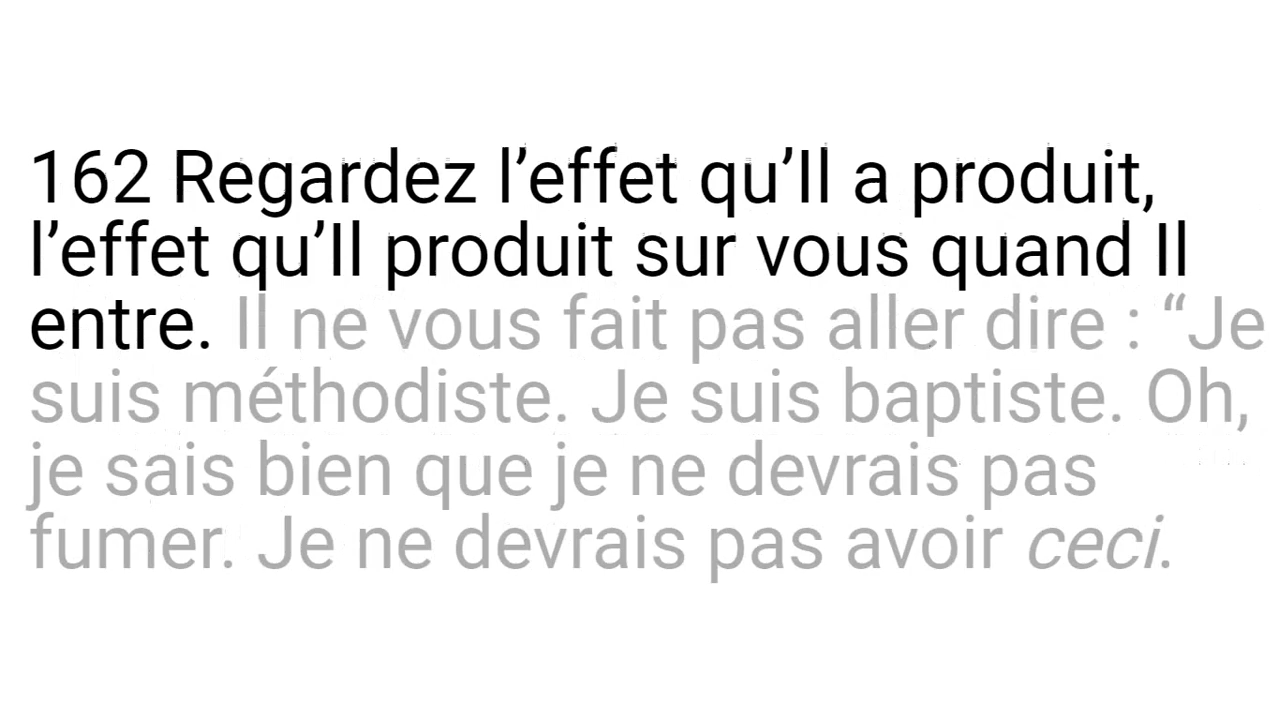 162 Regardez l’effet qu’Il a produit,
l’effet qu’Il produit sur vous quand Il
entre. Il ne vous fait pas aller dire : “Je
suis méthodiste. Je suis baptiste. Oh,
je sais bien que je ne devrais pas
fumer. Je ne devrais pas avoir ceci.